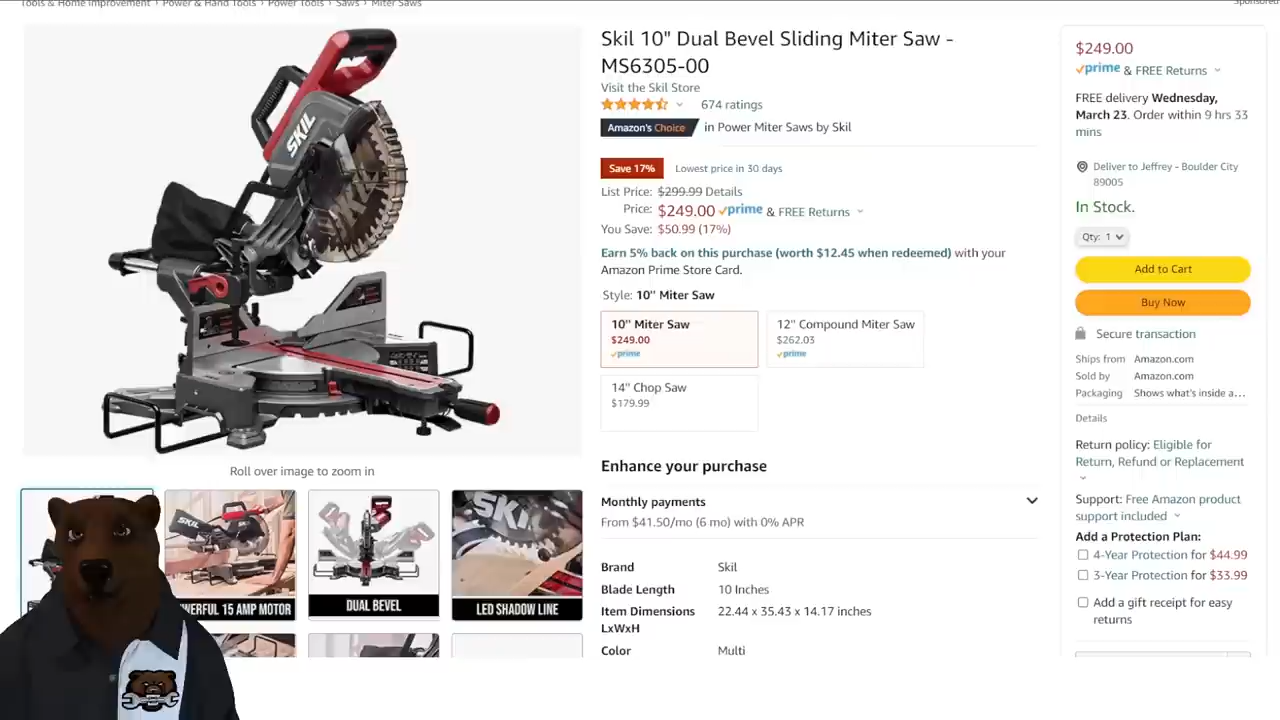 Tools & Home Improvement › Power & Hand Tools › Power Tools › Saws › Miter Saws
Sponsored
SKIL
Roll over image to zoom in
WERFUL 15 AMP MOTOR
DUAL BEVEL
LED SHADOW LINE
Skil 10" Dual Bevel Sliding Miter Saw -
MS6305-00
Visit the Skil Store
674 ratings
Amazon's Choice in Power Miter Saws by Skil
Save 17% Lowest price in 30 days
List Price: $299.99 Details
Price: $249.00 prime & FREE Returns
You Save: $50.99 (17%)
Earn 5% back on this purchase (worth $12.45 when redeemed) with your
Amazon Prime Store Card.
Style: 10'' Miter Saw
10'' Miter Saw
$249.00
prime
12'' Compound Miter Saw
$262.03
prime
14'' Chop Saw
$179.99
Enhance your purchase
Monthly payments
From $41.50/mo (6 mo) with 0% APR
Brand Skil
Blade Length 10 Inches
Item Dimensions 22.44 x 35.43 x 14.17 inches
LxWxH
Color Multi
$249.00
prime & FREE Returns
FREE delivery Wednesday,
March 23. Order within 9 hrs 33
mins
Deliver to Jeffrey - Boulder City
89005
In Stock.
Qty: 1
Add to Cart
Buy Now
Secure transaction
Ships from Amazon.com
Sold by Amazon.com
Packaging Shows what's inside a...
Details
Return policy: Eligible for
Return, Refund or Replacement
Support: Free Amazon product
support included
Add a Protection Plan:
4-Year Protection for $44.99
3-Year Protection for $33.99
Add a gift receipt for easy
returns